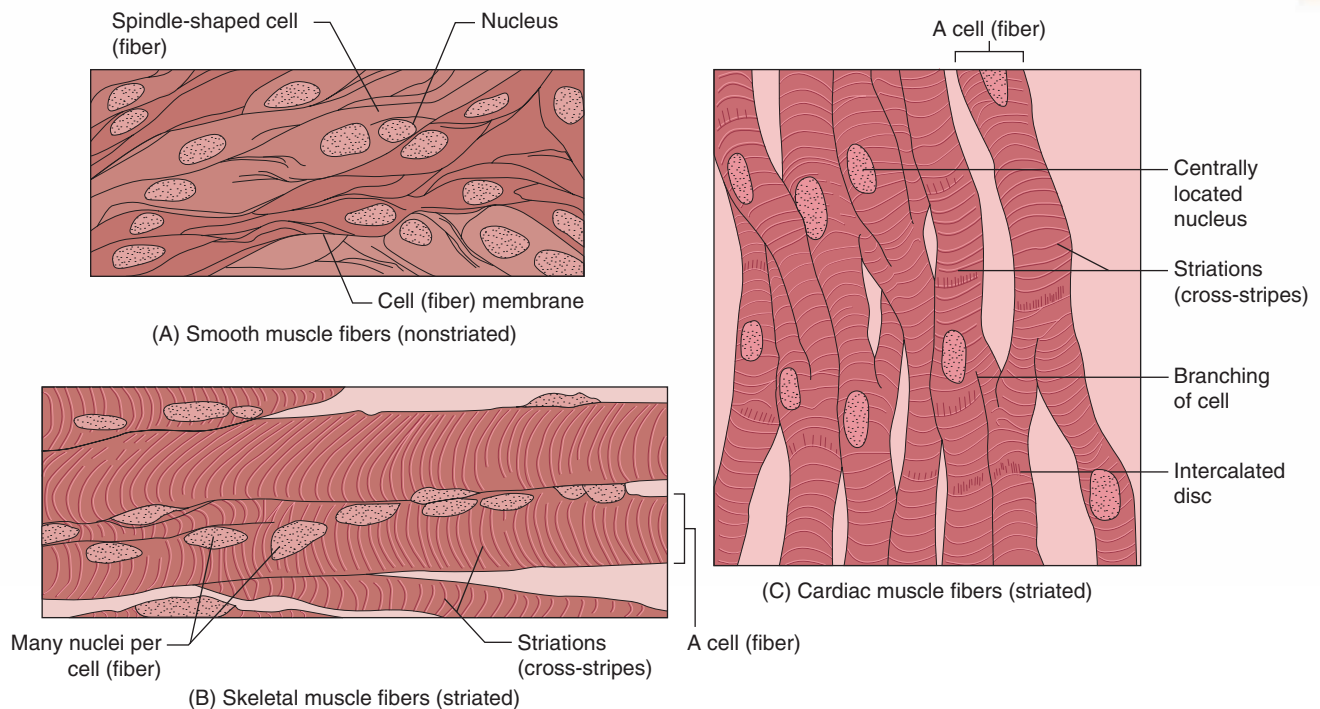 Spindle-shaped cell
(fiber)
Nucleus
Cell (fiber) membrane
(A) Smooth muscle fibers (nonstriated)
Many nuclei per
cell (fiber)
Striations
(cross-stripes)
A cell (fiber)
(B) Skeletal muscle fibers (striated)
A cell (fiber)
Centrally
located
nucleus
Striations
(cross-stripes)
Branching
of cell
Intercalated
disc
(C) Cardiac muscle fibers (striated)